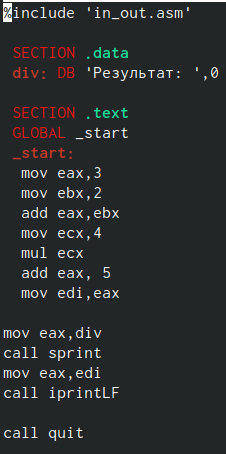 %include 'in_out.asm'
SECTION .data
div: DB 'Результат: ',0
SECTION .text
GLOBAL _start
_start:
mov eax,3
mov ebx,2
add eax,ebx
mov ecx,4
mul ecx
add eax, 5
mov edi,eax
mov eax,div
call sprint
mov eax,edi
call iprintLF
call quit